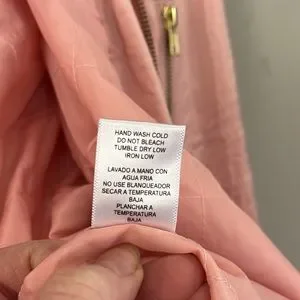 HAND WASH COLD
DO NOT BLEACH
TUMBLE DRY LOW
IRON LOW
LAVADO A MANO CON
AGUA FRIA
NO USE BLANQUEADOR
SECAR A TEMPERATURA
BAJA
PLANCHAR A
TEMPERATURA
BAJA